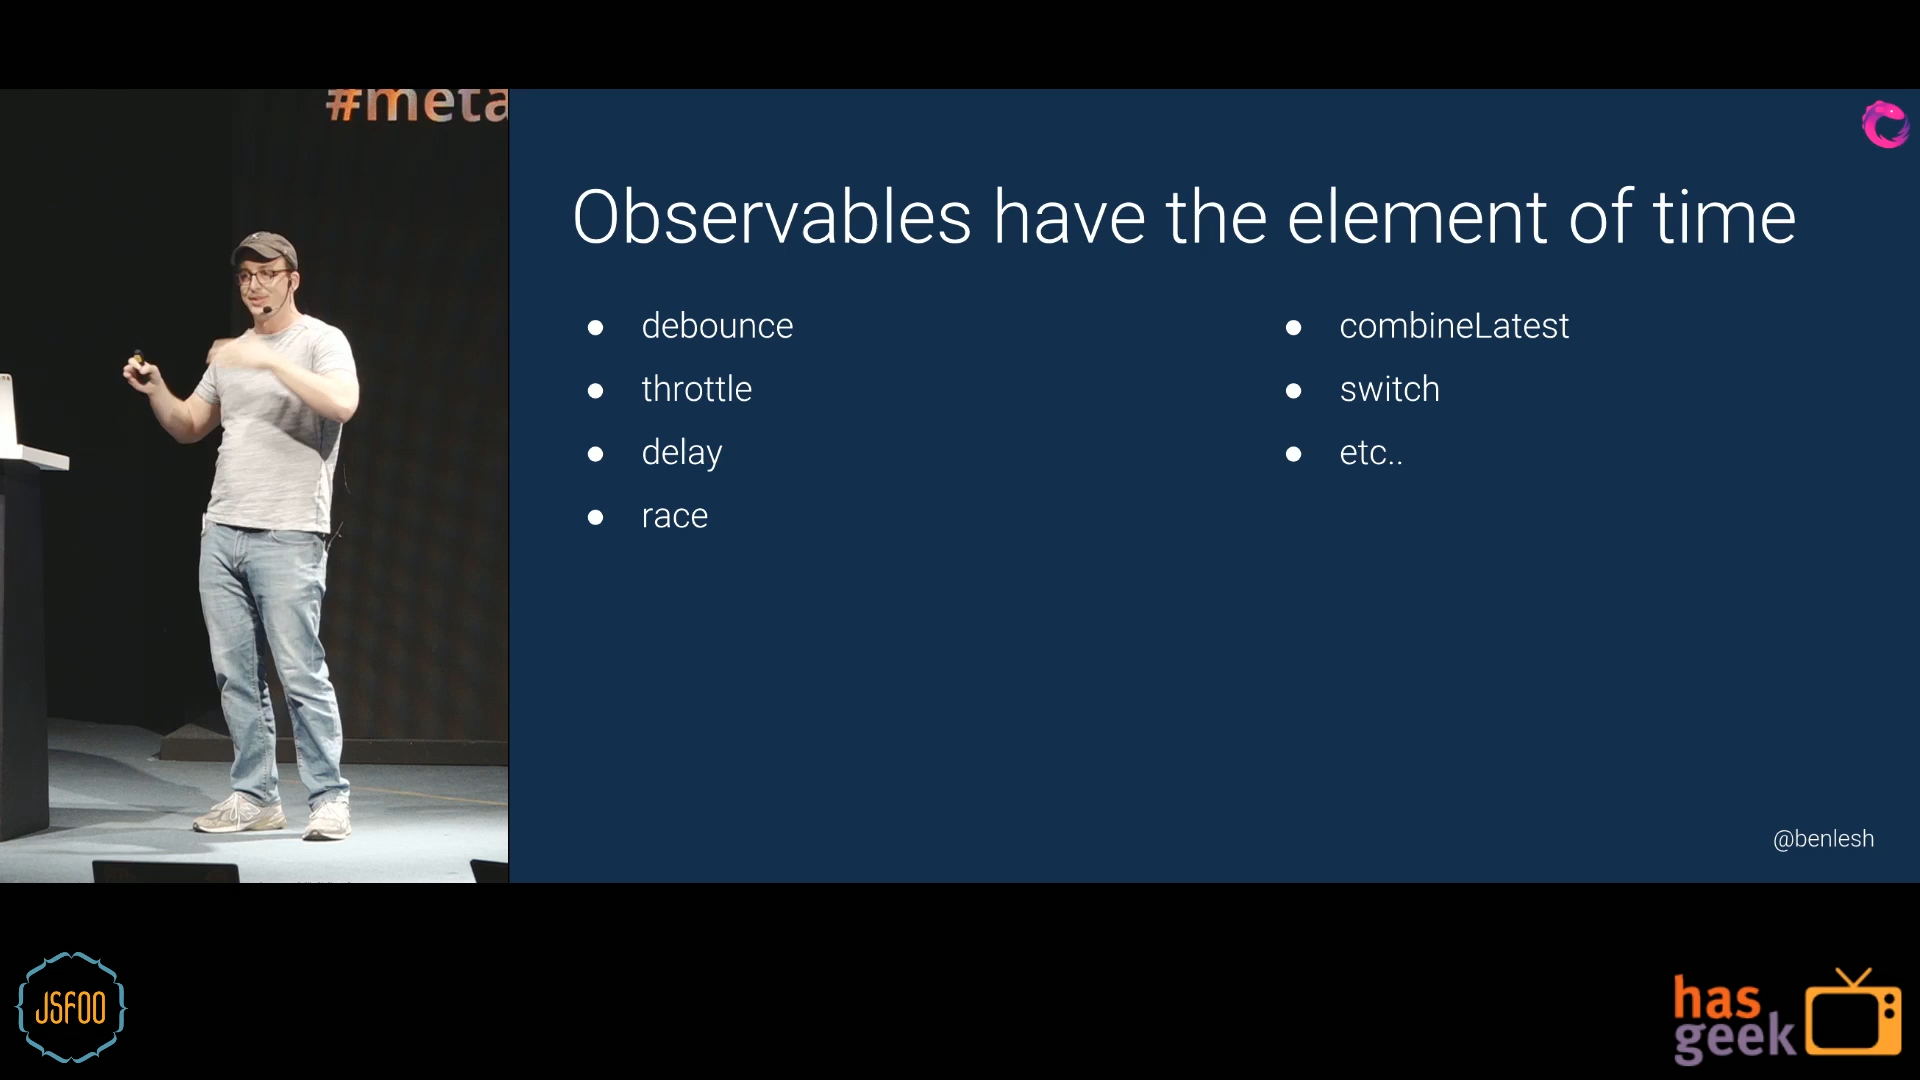 #meta
Observables have the element of time
debounce
throttle
delay
race
combineLatest
switch
etc..
@benlesh
JSFOO
has
geek